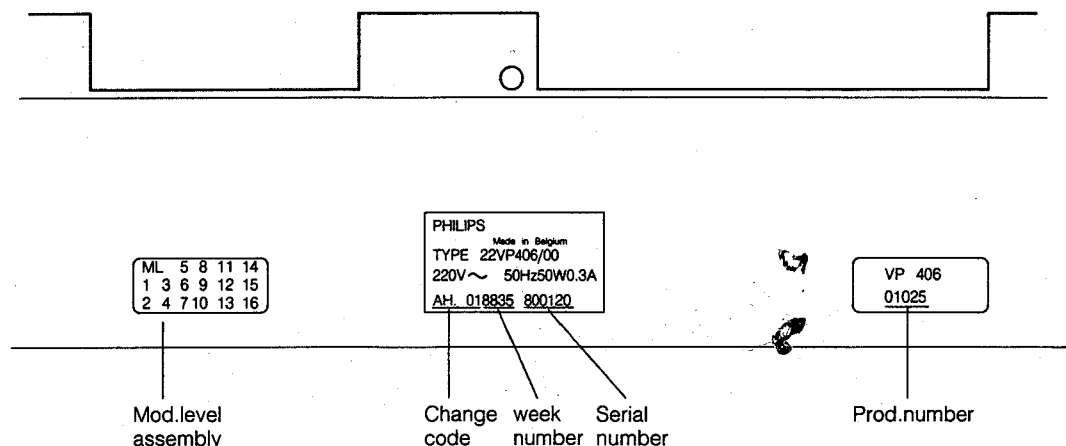 PHILIPS
Made in Belgium
TYPE 22VP406/00
220V~ 50Hz50W0.3A
AH. 018835 800120
ML 5 8 11 14
1 3 6 9 12 15
2 4 7 10 13 16
VP 406
01025
Mod.level
assembly
Change
code
week
number
Serial
number
Prod.number